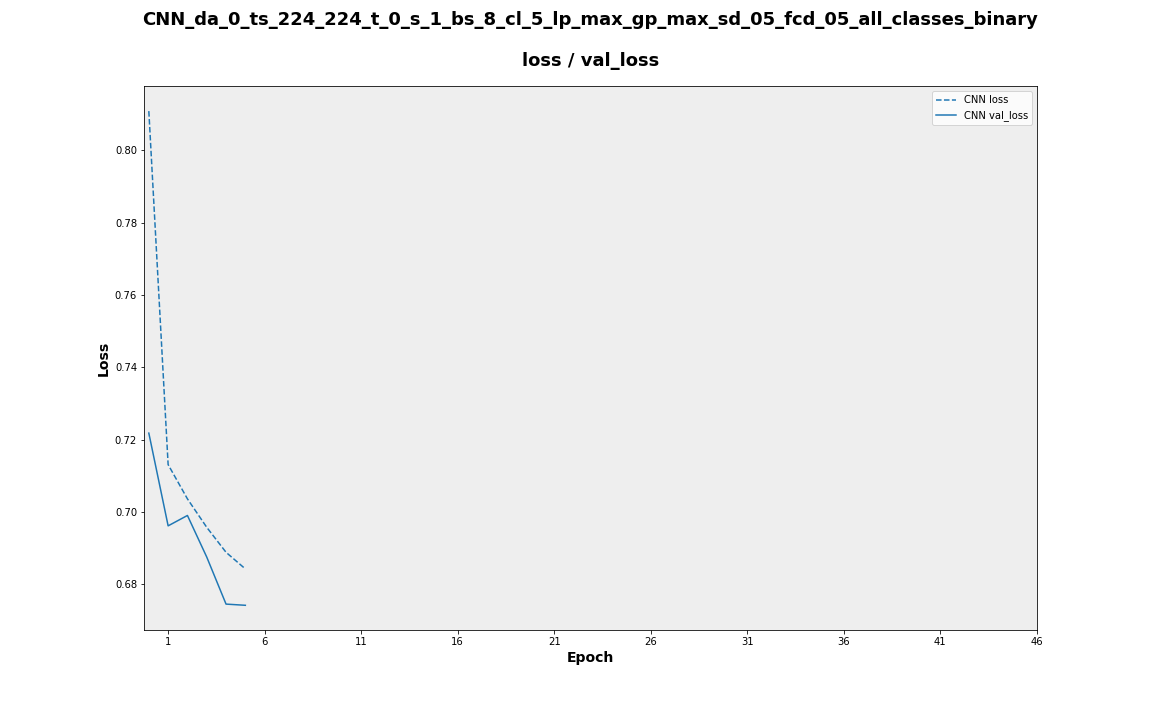 CNN_da_0_ts_224_224_t_0_s_1_bs_8_cl_5_lp_max_gp_max_sd_05_fcd_05_all_classes_binary
loss / val_loss
CNN loss
CNN val_loss
0.80
0.78
0.76
0.74
0.72
0.70
0.68
Loss
1 6 11 16 21 26 31 36 41 46
Epoch